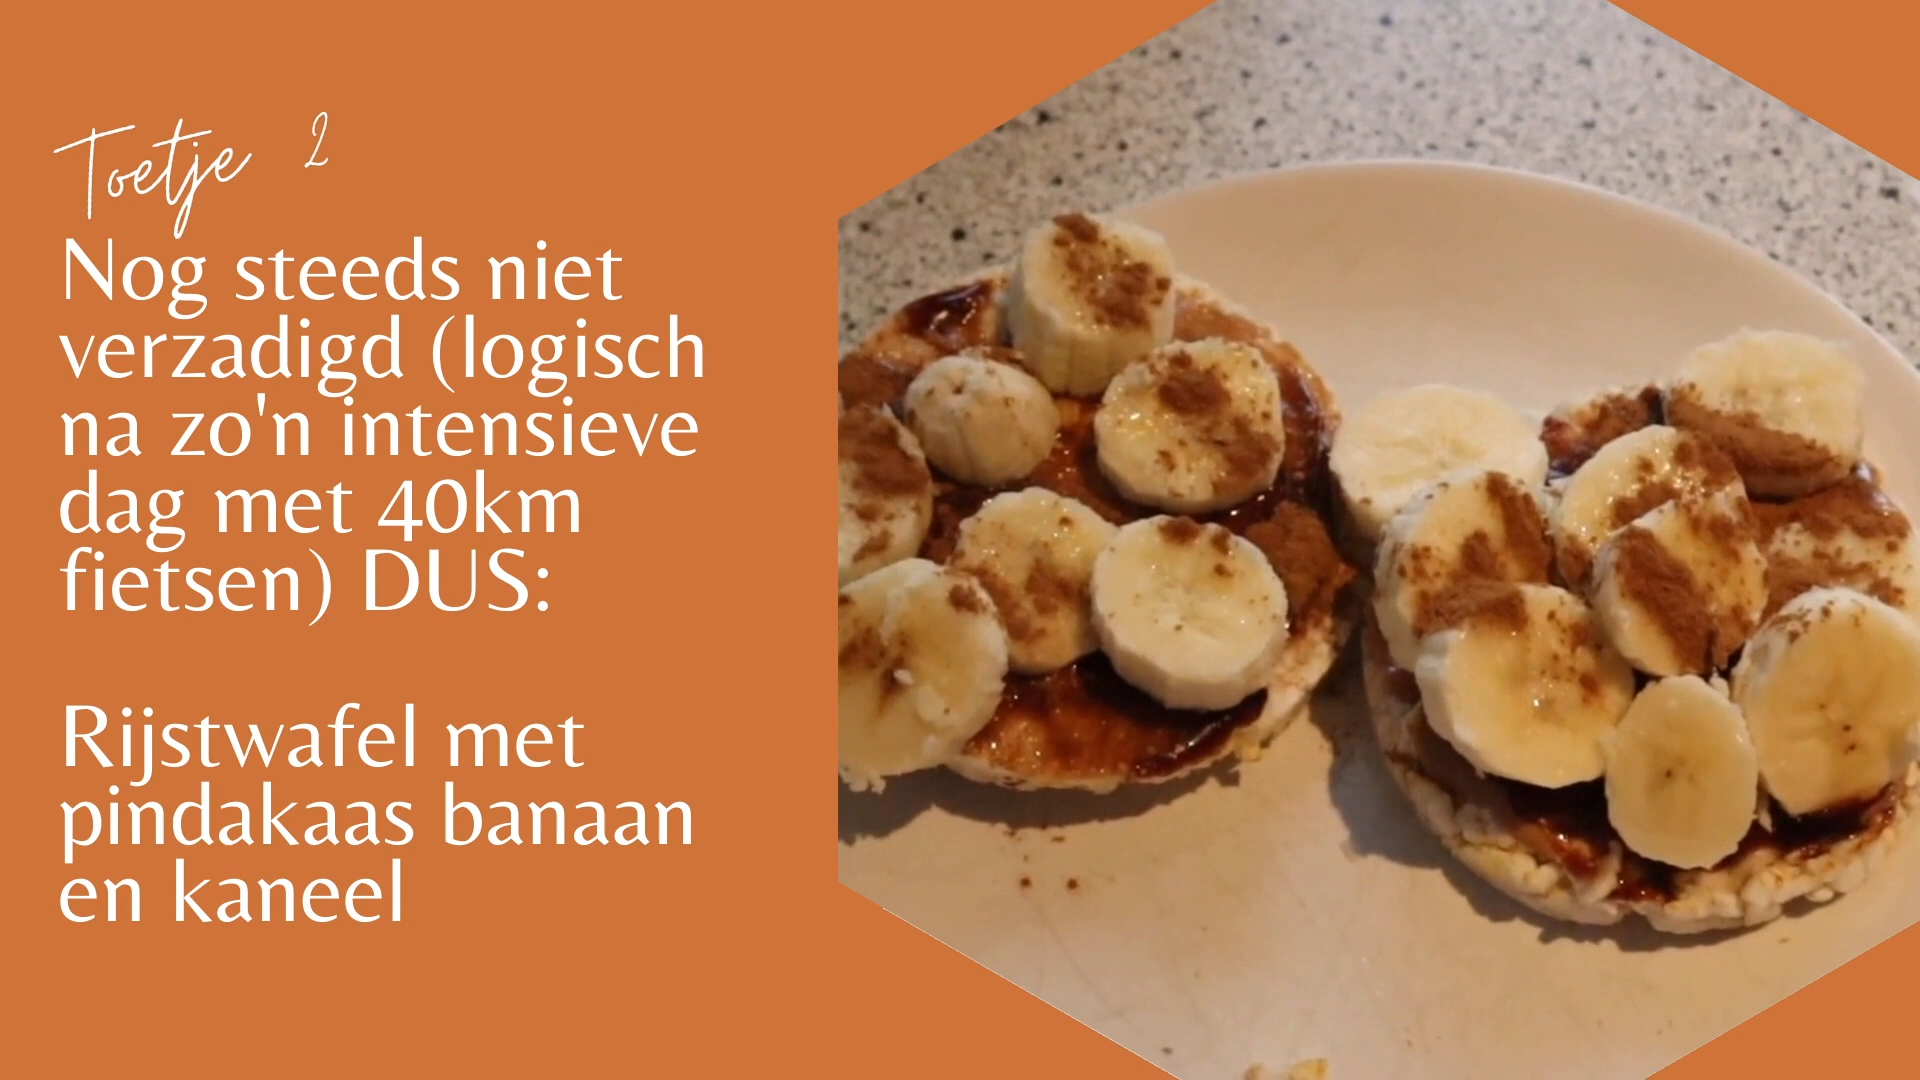 Toetje 2
Nog steeds niet
verzadigd (logisch
na zo'n intensieve
dag met 40km
fietsen) DUS:
Rijstwafel met
pindakaas banaan
en kaneel